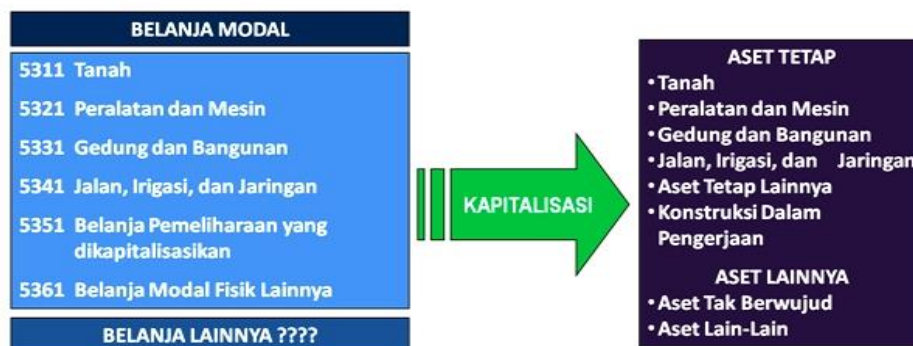 BELANJA MODAL
5311 Tanah
5321 Peralatan dan Mesin
5331 Gedung dan Bangunan
5341 Jalan, Irigasi, dan Jaringan
5351 Belanja Pemeliharaan yang
dikapitalisasikan
5361 Belanja Modal Fisik Lainnya
BELANJA LAINNYA ????
KAPITALISASI
ASET TETAP
• Tanah
• Peralatan dan Mesin
• Gedung dan Bangunan
• Jalan, Irigasi, dan Jaringan
• Aset Tetap Lainnya
• Konstruksi Dalam
Pengerjaan
ASET LAINNYA
• Aset Tak Berwujud
• Aset Lain-Lain